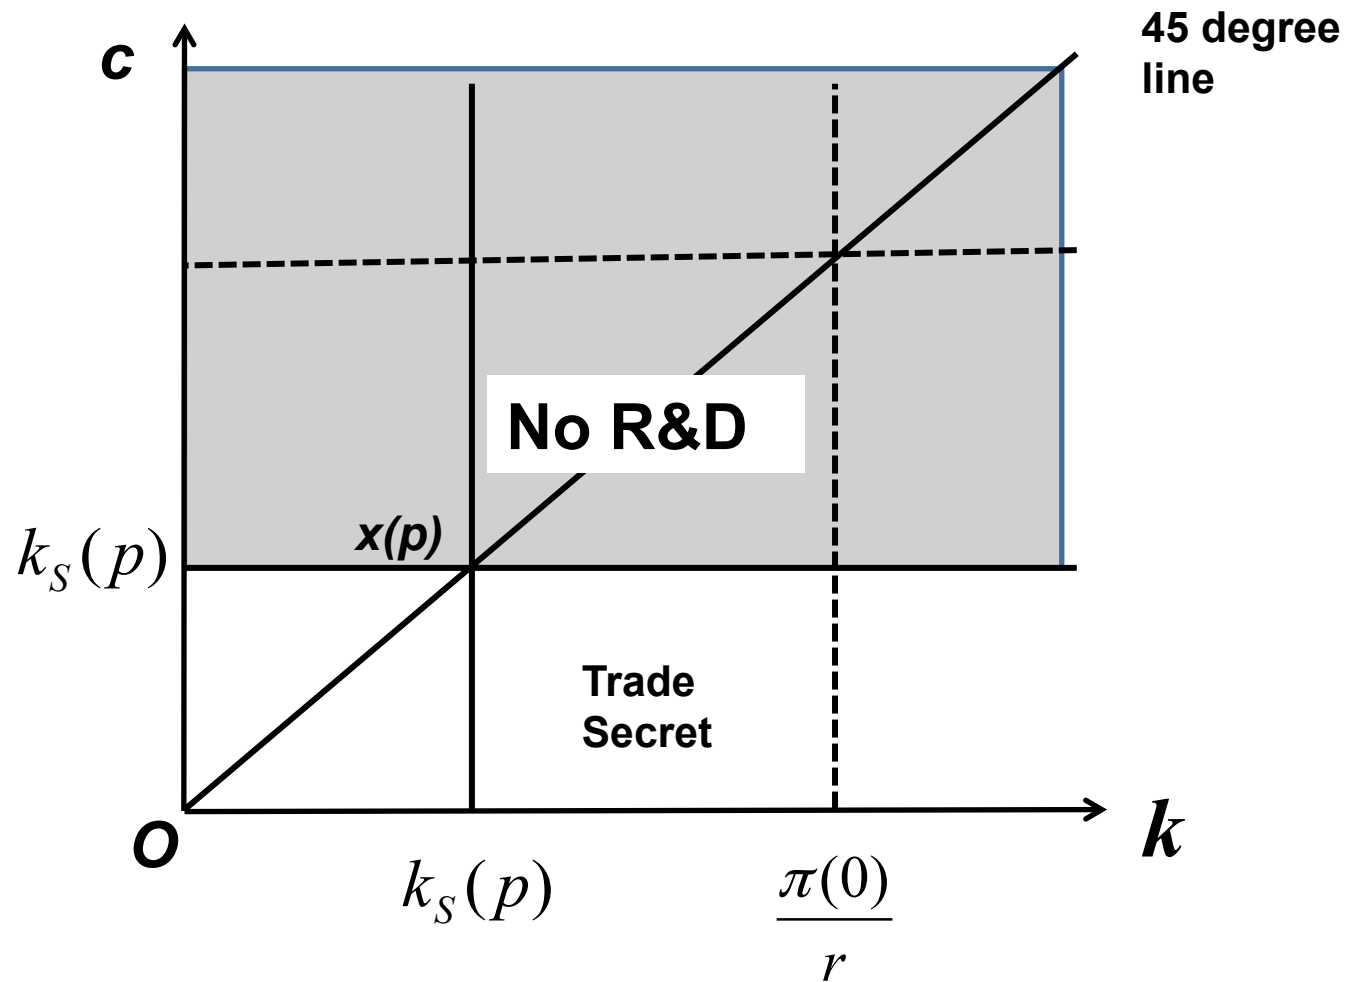 45 degree
line
c
No R&D
x(p)
k_S(p)
Trade
Secret
O
k
k_S(p)
π(0)
r